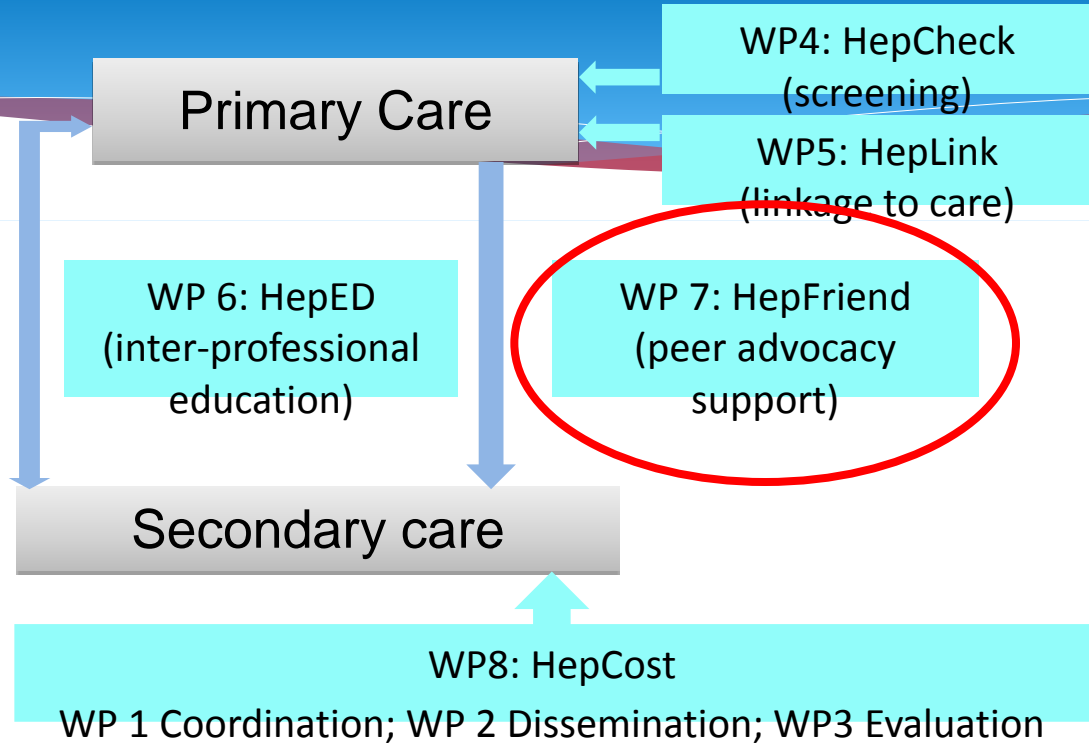 WP4: HepCheck
(screening)
Primary Care
WP5: HepLink
(linkage to care)
WP 6: HepED
(inter-professional
education)
WP 7: HepFriend
(peer advocacy
support)
Secondary care
WP8: HepCost
WP 1 Coordination; WP 2 Dissemination; WP3 Evaluation